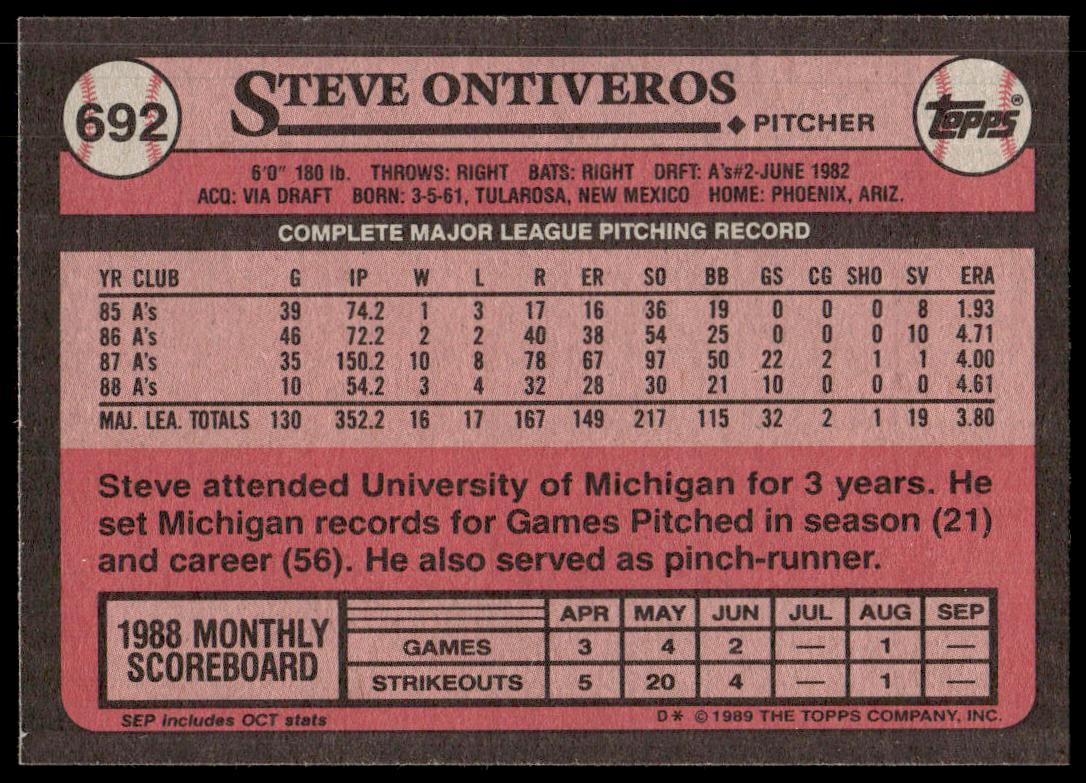 692 STEVE ONTIVEROS ◆ PITCHER TOPPS®
6'0" 180 lb. THROWS: RIGHT BATS: RIGHT DRFT: A's#2-JUNE 1982
ACQ: VIA DRAFT BORN: 3-5-61, TULAROSA, NEW MEXICO HOME: PHOENIX, ARIZ.
COMPLETE MAJOR LEAGUE PITCHING RECORD
YR CLUB G IP W L R ER SO BB GS CG SHO SV ERA
85 A's 39 74.2 1 3 17 16 36 19 0 0 0 8 1.93
86 A's 46 72.2 2 2 40 38 54 25 0 0 0 10 4.71
87 A's 35 150.2 10 8 78 67 97 50 22 2 1 1 4.00
88 A's 10 54.2 3 4 32 28 30 21 10 0 0 0 4.61
MAJ. LEA. TOTALS 130 352.2 16 17 167 149 217 115 32 2 1 19 3.80
Steve attended University of Michigan for 3 years. He
set Michigan records for Games Pitched in season (21)
and career (56). He also served as pinch-runner.
1988 MONTHLY
SCOREBOARD
APR MAY JUN JUL AUG SEP
GAMES 3 4 2 — 1 —
STRIKEOUTS 5 20 4 — 1 —
SEP includes OCT stats
D* © 1989 THE TOPPS COMPANY, INC.